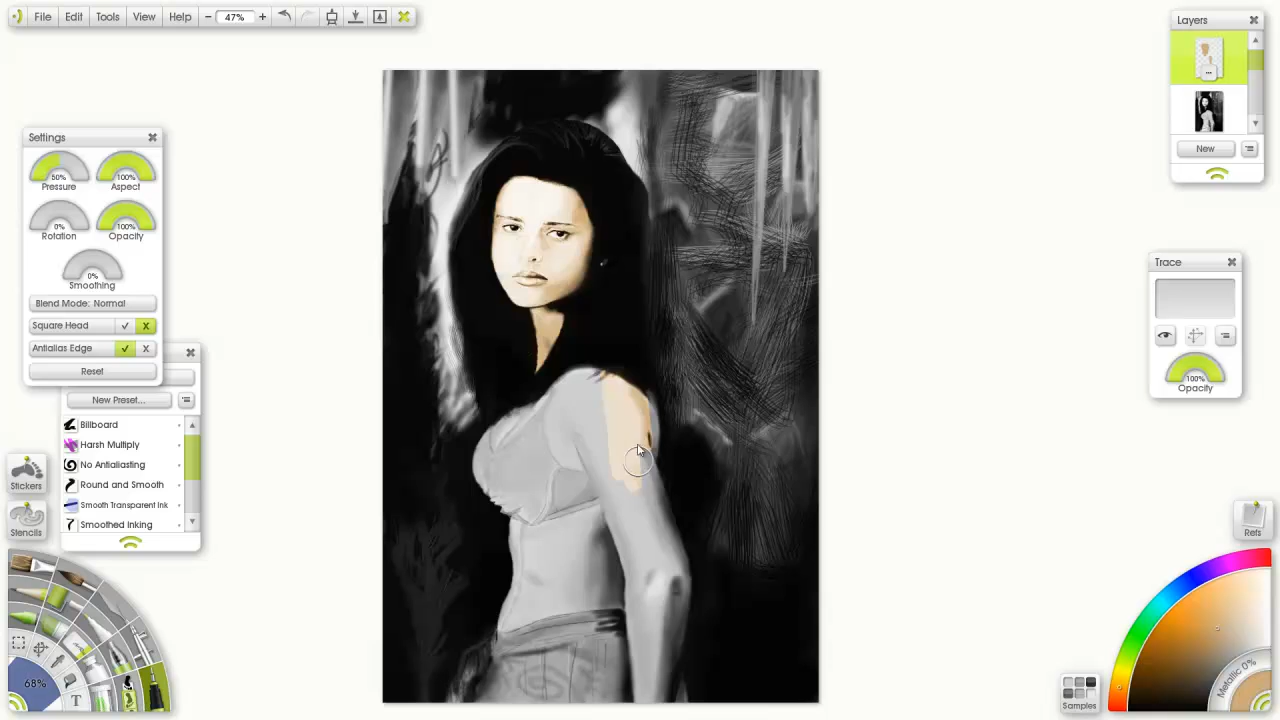 File Edit Tools View Help − 47% +
Layers
New
Settings
50% 100%
Pressure Aspect
0% 100%
Rotation Opacity
0%
Smoothing
Blend Mode: Normal
Square Head
Antialias Edge
Reset
New Preset...
Billboard
Harsh Multiply
No Antialiasting
Round and Smooth
Smooth Transparent Ink
Smoothed Inking
Trace
100%
Opacity
Stickers
Stencils
Refs
68%
T
Metallic 0%
Samples